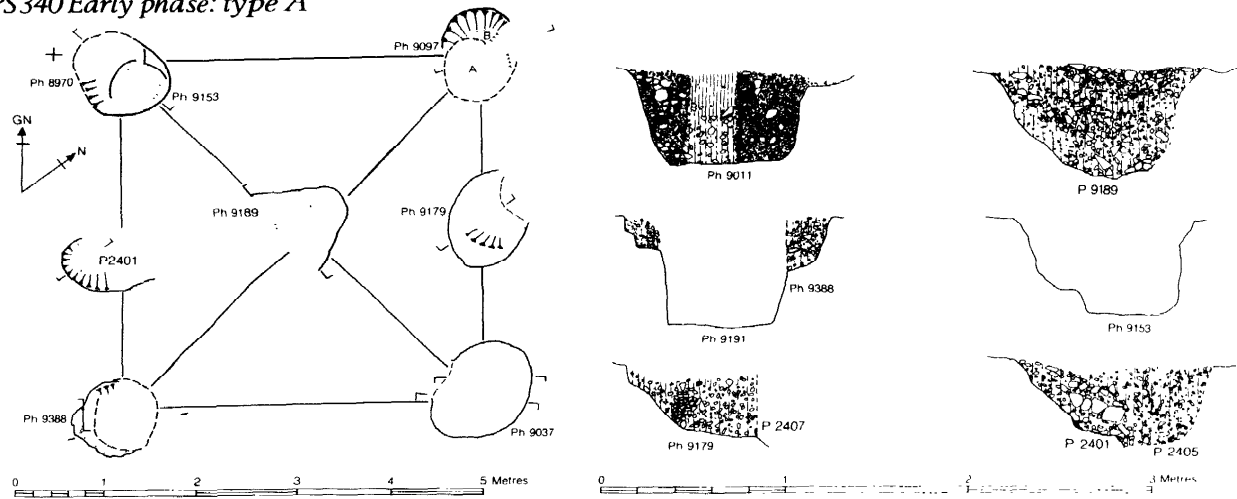 PS340 Early phase: type A
Ph 9097
B
A
Ph 8970
Ph 9153
GN
N
Ph 9189
Ph 9179
P2401
Ph 9388
Ph 9037
0 1 2 3 4 5 Metres
Ph 9011
P 9189
Ph 9388
Ph 9191
Ph 9153
Ph 9179
P 2407
P 2401
P 2405
0 1 2 3 Metres